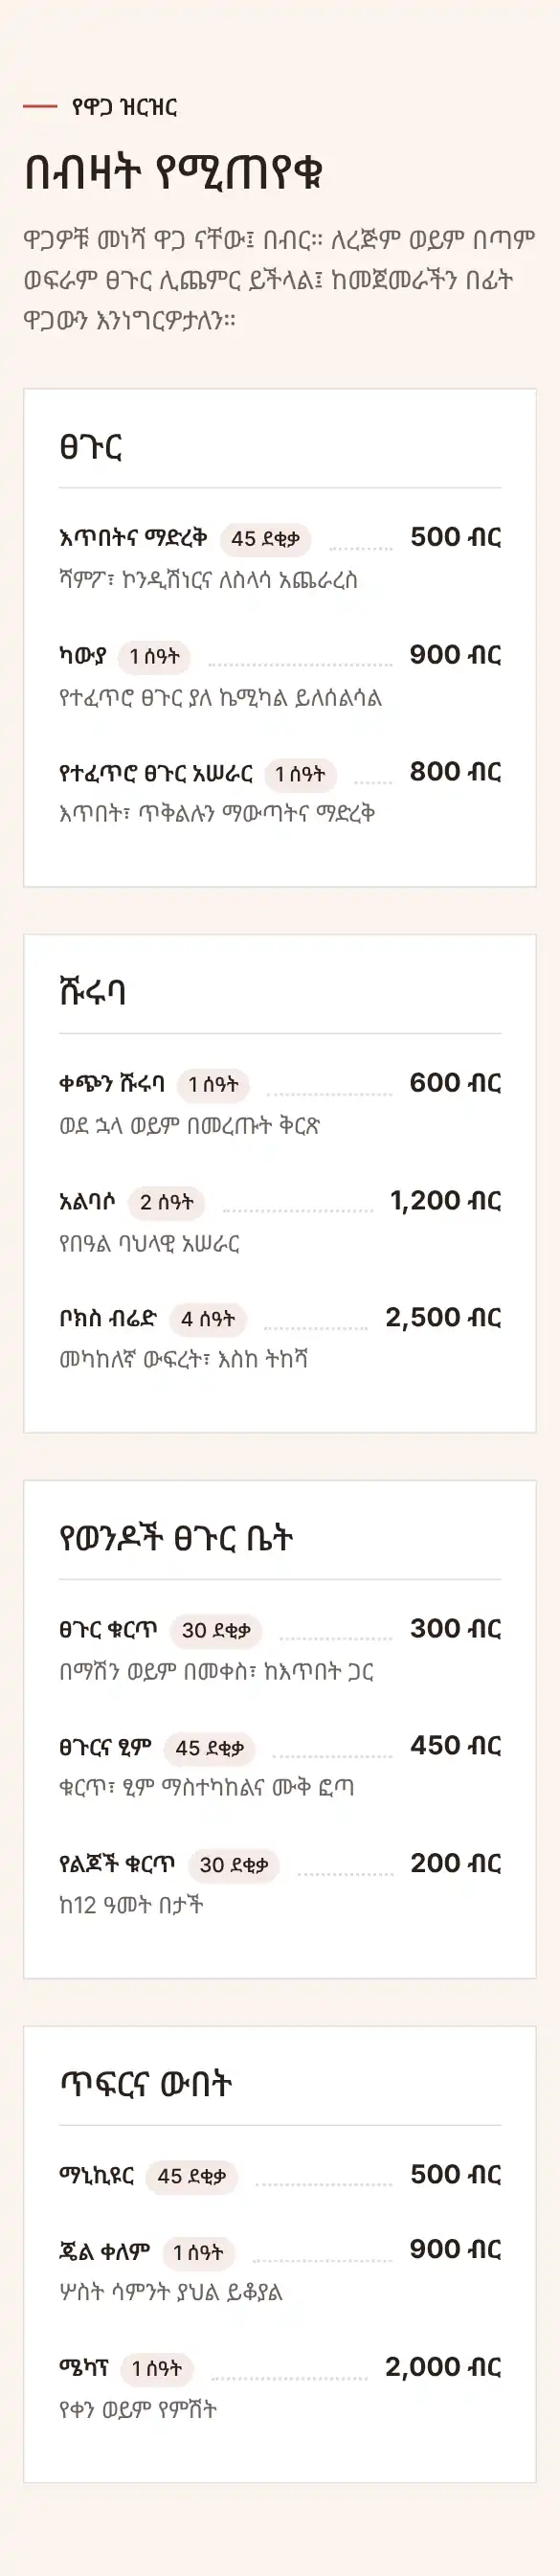 የዋጋ ዝርዝር
በብዛት የሚጠየቁ
ዋጋዎቹ መነሻ ዋጋ ናቸው፤ በብር። ለረጅም ወይም በጣም
ወፍራም ፀጉር ሊጨምር ይችላል፤ ከመጀመራችን በፊት
ዋጋውን እንነግርዎታለን።
ፀጉር
እጥበትና ማድረቅ 45 ደቂቃ 500 ብር
ሻምፖ፣ ኮንዲሽነርና ለስላሳ አጨራረስ
ካውያ 1 ሰዓት 900 ብር
የተፈጥሮ ፀጉር ያለ ኬሚካል ይለሰልሳል
የተፈጥሮ ፀጉር አሠራር 1 ሰዓት 800 ብር
እጥበት፣ ጥቅልሉን ማውጣትና ማድረቅ
ሹሩባ
ቀጭን ሹሩባ 1 ሰዓት 600 ብር
ወደ ኋላ ወይም በመረጡት ቅርጽ
አልባሶ 2 ሰዓት 1,200 ብር
የበዓል ባህላዊ አሠራር
ቦክስ ብሬድ 4 ሰዓት 2,500 ብር
መካከለኛ ውፍረት፣ እስከ ትከሻ
የወንዶች ፀጉር ቤት
ፀጉር ቁርጥ 30 ደቂቃ 300 ብር
በማሽን ወይም በመቀስ፣ ከእጥበት ጋር
ፀጉርና ፂም 45 ደቂቃ 450 ብር
ቁርጥ፣ ፂም ማስተካከልና ሙቅ ፎጣ
የልጆች ቁርጥ 30 ደቂቃ 200 ብር
ከ12 ዓመት በታች
ጥፍርና ውበት
ማኒኪዩር 45 ደቂቃ 500 ብር
ጄል ቀለም 1 ሰዓት 900 ብር
ሦስት ሳምንት ያህል ይቆያል
ሜካፕ 1 ሰዓት 2,000 ብር
የቀን ወይም የምሽት